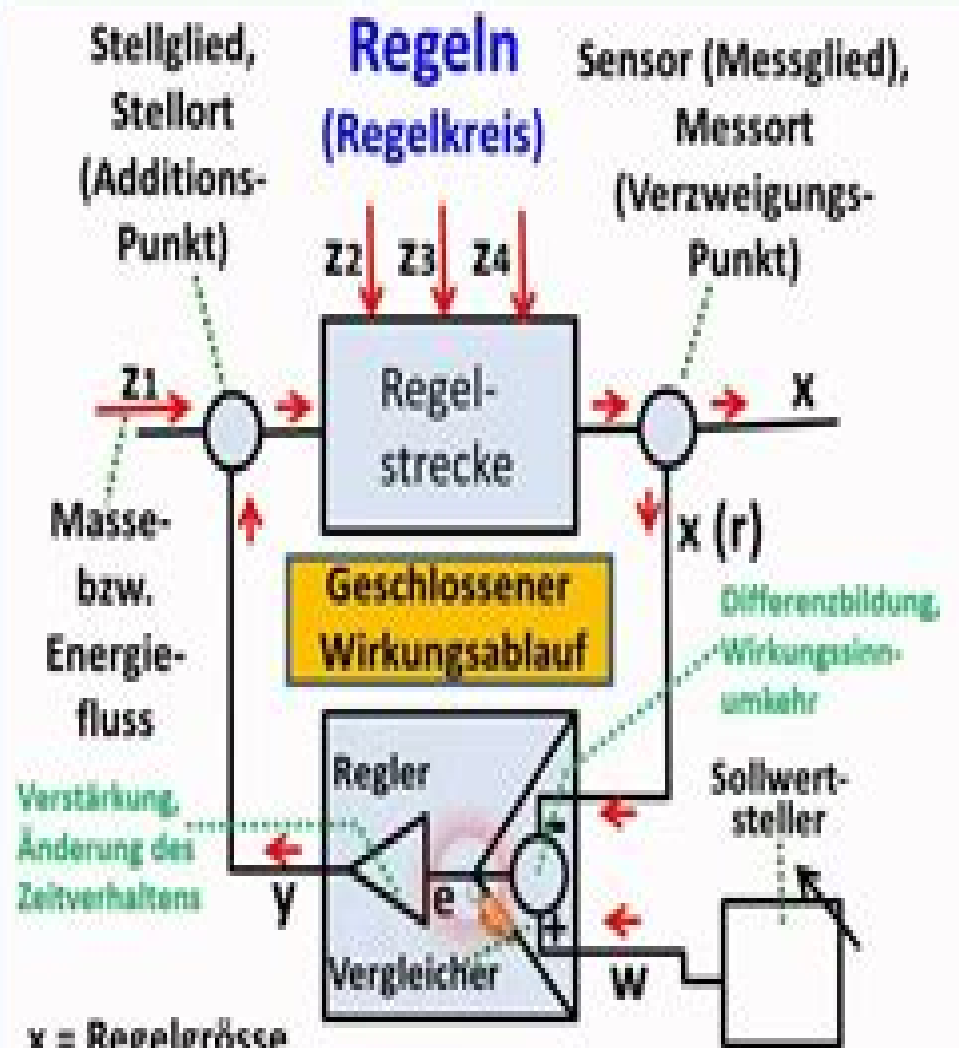 Stellglied,
Stellort
(Additions-
Punkt)
Regeln
(Regelkreis)
Sensor (Messglied),
Messort
(Verzweigungs-
Punkt)
Z2 Z3 Z4
Z1
Regel-
strecke
X
Masse-
bzw.
Energie-
fluss
x (r)
Geschlossener
Wirkungsablauf
Differenzbildung,
Wirkungssinn-
umkehr
Regler
Sollwert-
steller
Verstärkung,
Änderung des
Zeitverhaltens
-
y
e
+
w
Vergleicher
x = Regelgrösse